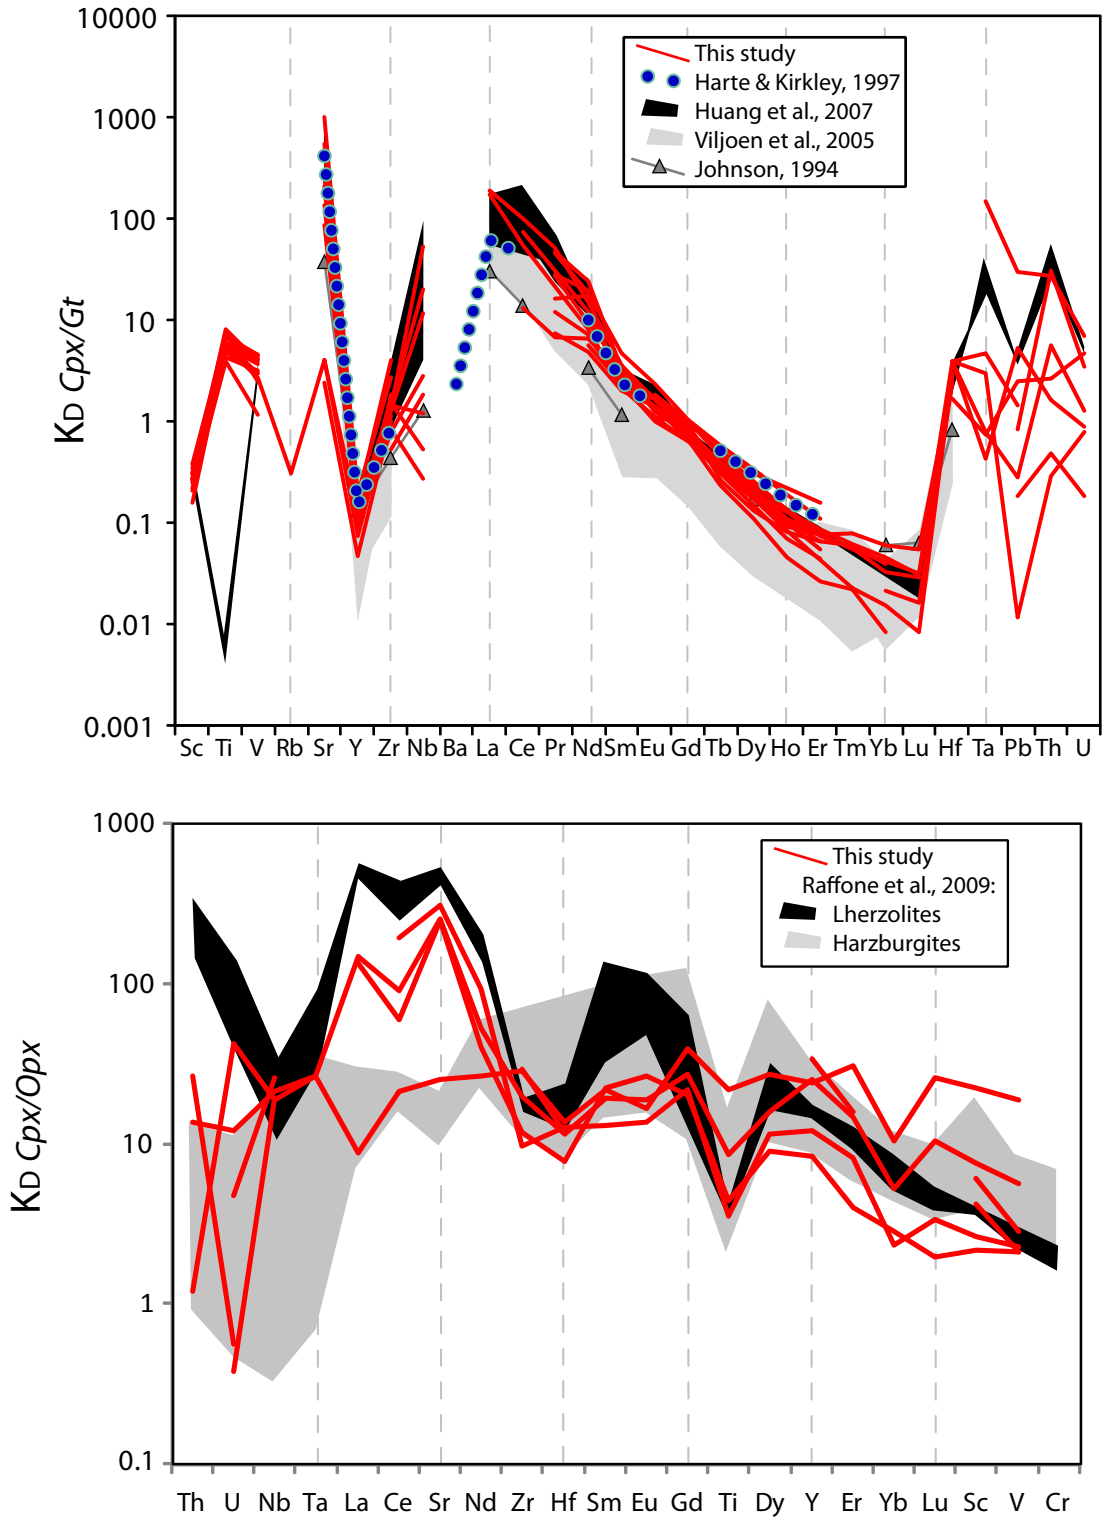 10000
1000
100
10
1
0.1
0.01
0.001
KD Cpx/Gt
This study
Harte & Kirkley, 1997
Huang et al., 2007
Viljoen et al., 2005
Johnson, 1994
Sc Ti V Rb Sr Y Zr Nb Ba La Ce Pr Nd Sm Eu Gd Tb Dy Ho Er Tm Yb Lu Hf Ta Pb Th U
1000
100
10
1
0.1
KD Cpx/Opx
This study
Raffone et al., 2009:
Lherzolites
Harzburgites
Th U Nb Ta La Ce Sr Nd Zr Hf Sm Eu Gd Ti Dy Y Er Yb Lu Sc V Cr